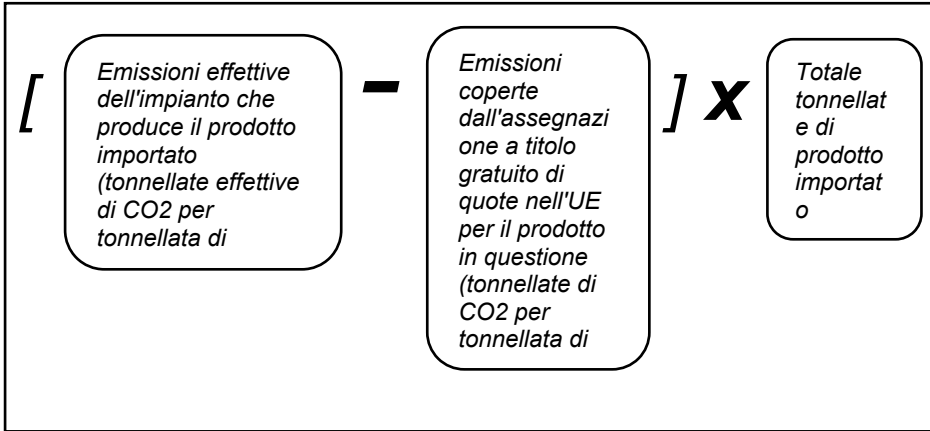 [
Emissioni effettive
dell'impianto che
produce il prodotto
importato
(tonnellate effettive
di CO2 per
tonnellata di
-
Emissioni
coperte
dall'assegnazi
one a titolo
gratuito di
quote nell'UE
per il prodotto
in questione
(tonnellate di
CO2 per
tonnellata di
]
x
Totale
tonnellat
e di
prodotto
importat
o